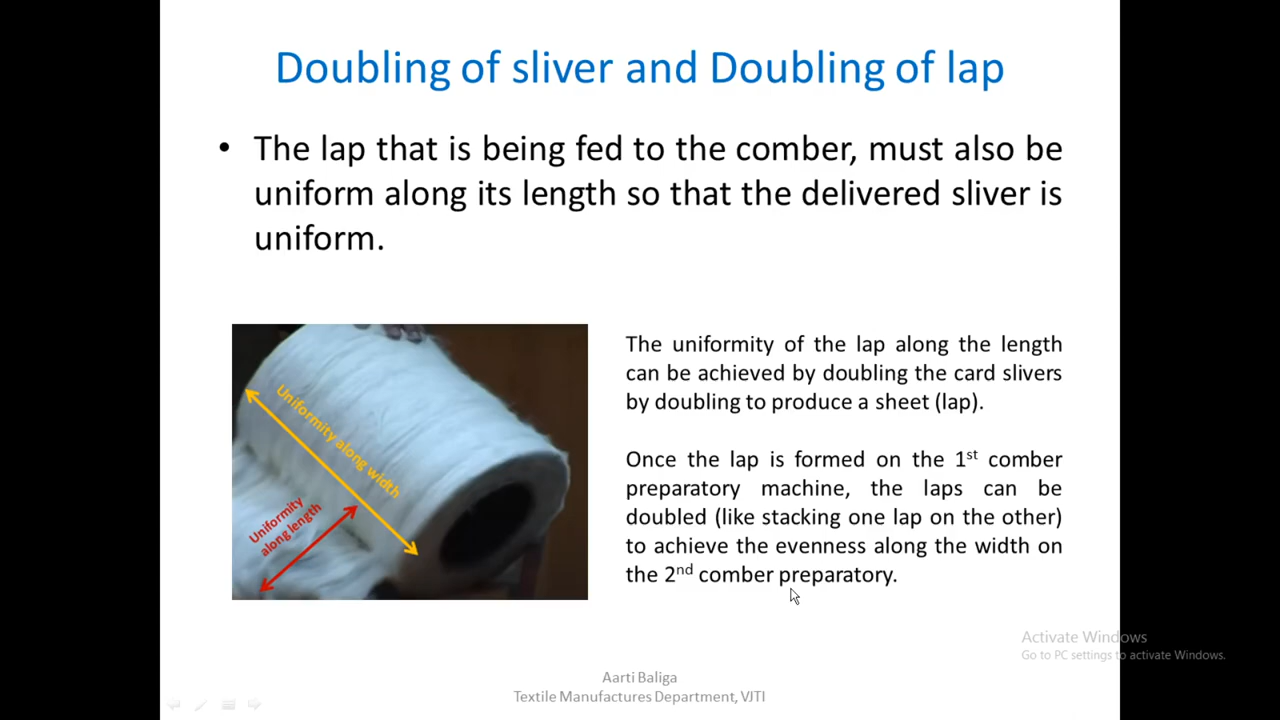 Doubling of sliver and Doubling of lap
• The lap that is being fed to the comber, must also be
uniform along its length so that the delivered sliver is
uniform.
Uniformity along width
Uniformity
along length
The uniformity of the lap along the length
can be achieved by doubling the card slivers
by doubling to produce a sheet (lap).
Once the lap is formed on the 1st comber
preparatory machine, the laps can be
doubled (like stacking one lap on the other)
to achieve the evenness along the width on
the 2nd comber preparatory.
Activate Windows
Go to PC settings to activate Windows.
Aarti Baliga
Textile Manufactures Department, VJTI